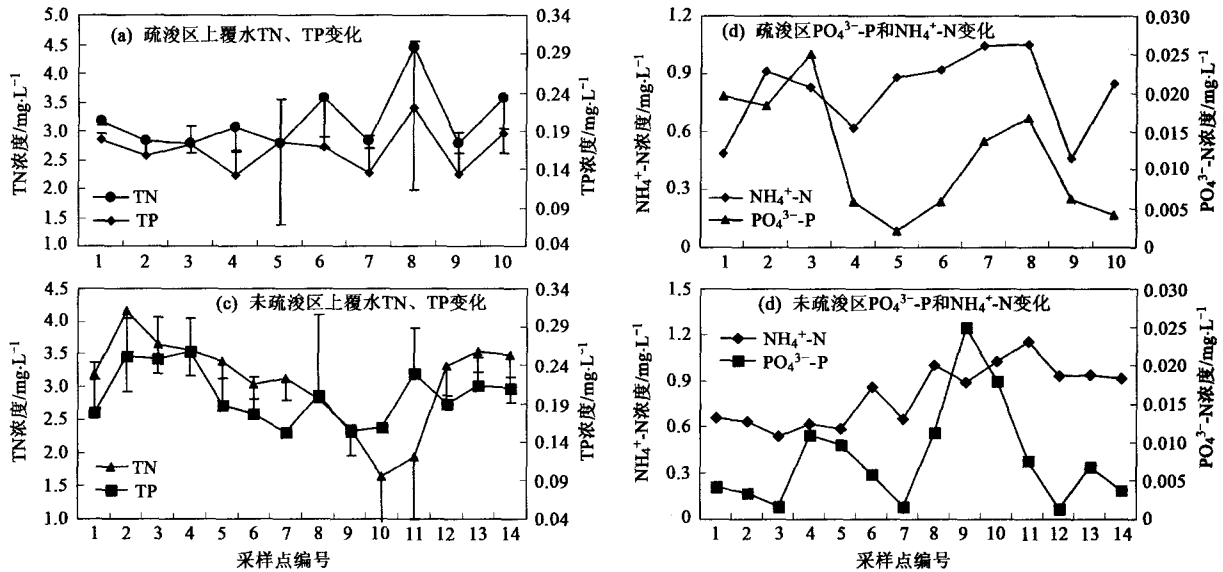 (a) 疏浚区上覆水TN、TP变化
TN浓度/mg·L⁻¹
5.0
4.5
4.0
3.5
3.0
2.5
2.0
1.5
1.0
TN
TP
0.34
0.29
0.24
0.19
0.14
0.09
0.04
TP浓度/mg·L⁻¹
1 2 3 4 5 6 7 8 9 10
(d) 疏浚区PO₄³⁻-P和NH₄⁺-N变化
NH₄⁺-N浓度/mg·L⁻¹
1.2
0.9
0.6
0.3
0
NH₄⁺-N
PO₄³⁻-P
0.030
0.025
0.020
0.015
0.010
0.005
0
PO₄³⁻-N浓度/mg·L⁻¹
1 2 3 4 5 6 7 8 9 10
(c) 未疏浚区上覆水TN、TP变化
TN浓度/mg·L⁻¹
4.5
4.0
3.5
3.0
2.5
2.0
1.5
1.0
TN
TP
0.34
0.29
0.24
0.19
0.14
0.09
0.04
TP浓度/mg·L⁻¹
1 2 3 4 5 6 7 8 9 10 11 12 13 14
采样点编号
(d) 未疏浚区PO₄³⁻-P和NH₄⁺-N变化
NH₄⁺-N浓度/mg·L⁻¹
1.5
1.2
0.9
0.6
0.3
0
NH₄⁺-N
PO₄³⁻-P
0.030
0.025
0.020
0.015
0.010
0.005
0
PO₄³⁻-N浓度/mg·L⁻¹
1 2 3 4 5 6 7 8 9 10 11 12 13 14
采样点编号